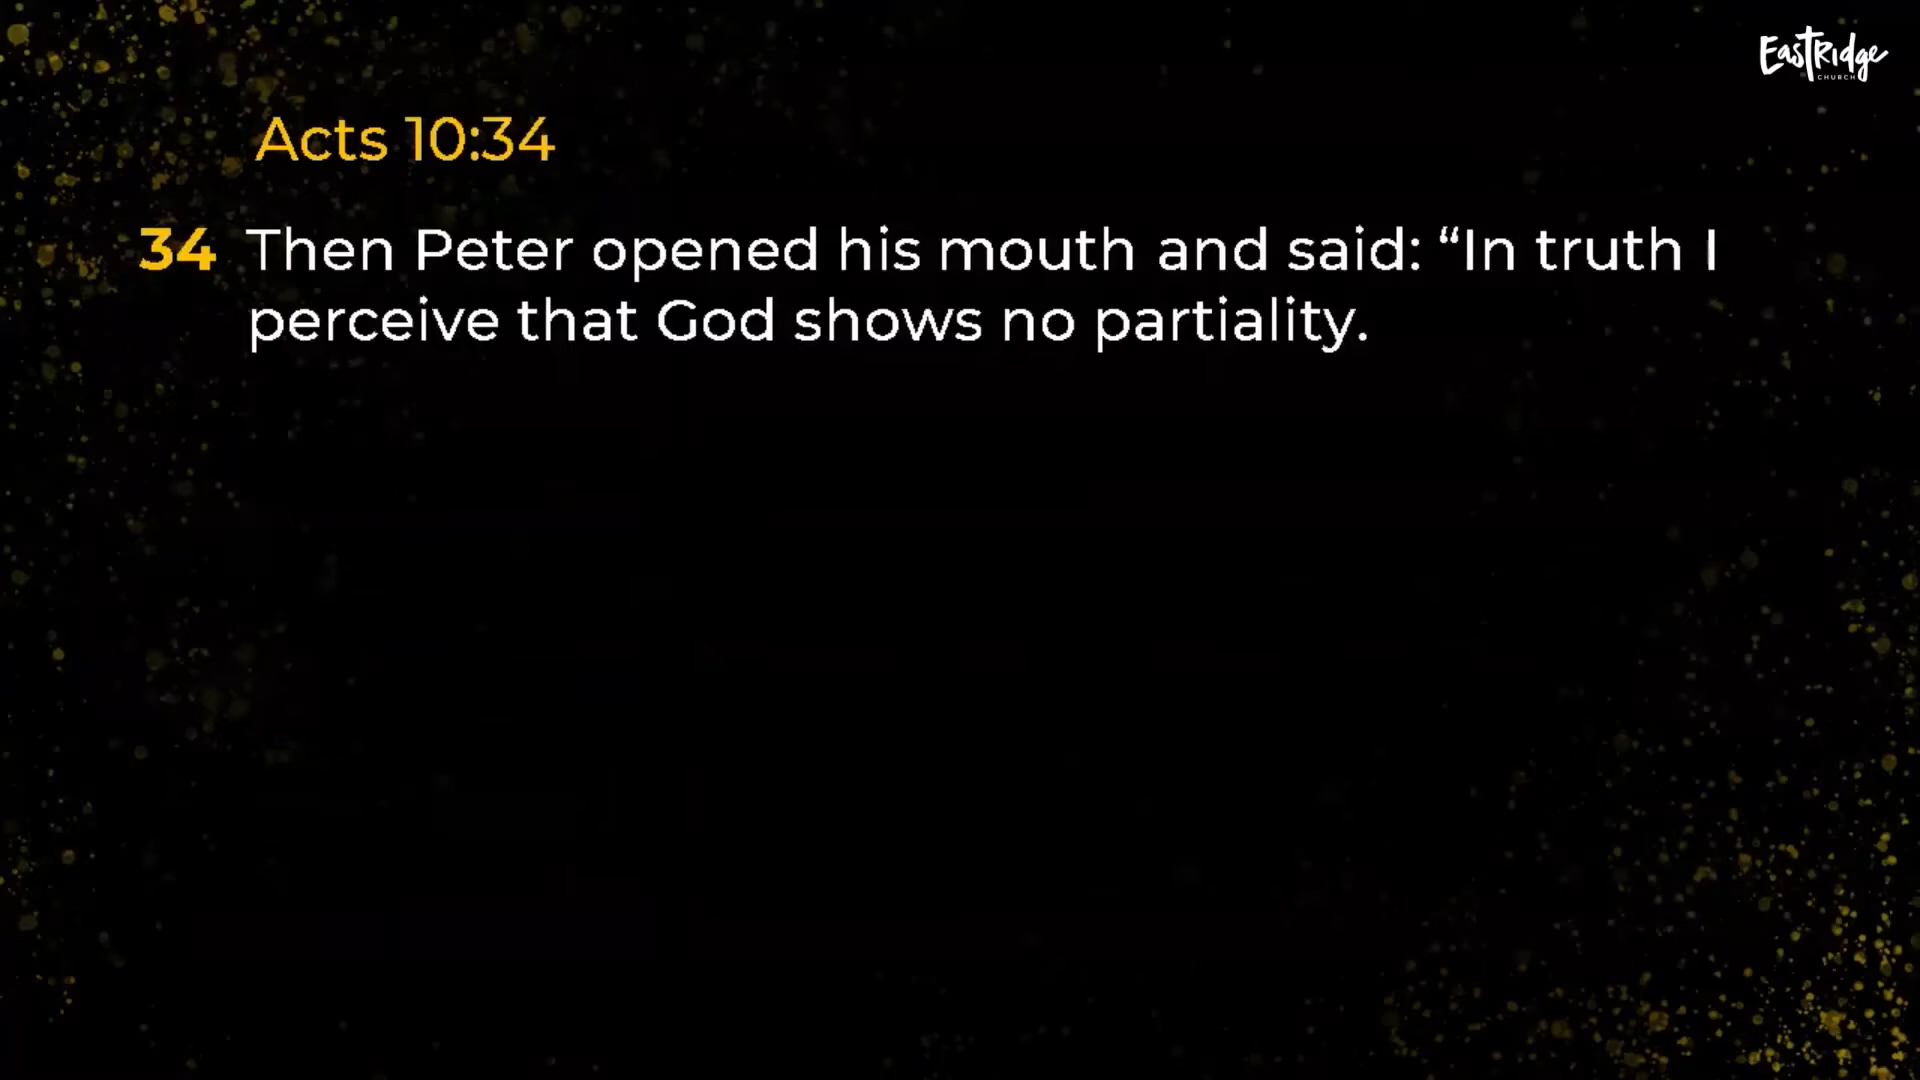 EastRidge
CHURCH
Acts 10:34
34 Then Peter opened his mouth and said: “In truth I
perceive that God shows no partiality.